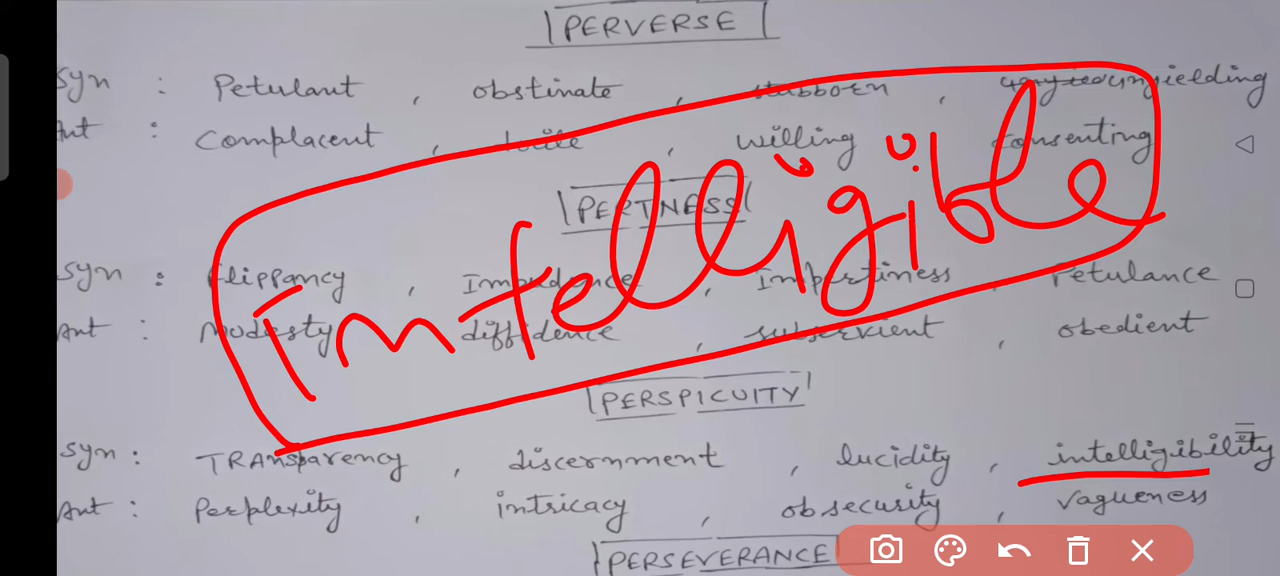 PERVERSE
Syn : Petulant , obstinate , stubborn , unyielding
Ant : Complacent , , willing , consenting
PERTNESS
Intelligible
Syn : flippancy , Impudence , Impertiness , Petulance
Ant : modesty , diffidence , subservient , obedient
PERSPICUITY
Syn : TRANsparency , discernment , lucidity , intelligibility
Ant : Perplexity , intricacy , obsecurity , vagueness
PERSEVERANCE